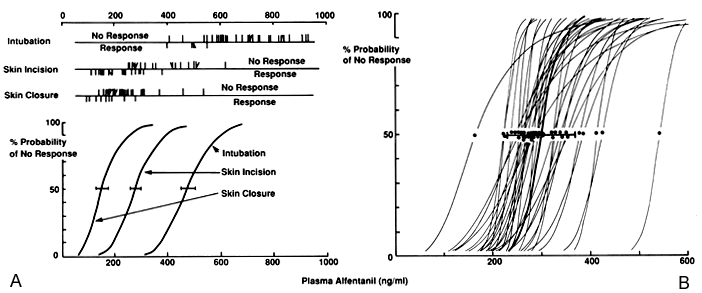 0 200 400 600 800 1000
Intubation No Response
Response
Skin Incision No Response
Response
Skin Closure No Response
Response
100
% Probability
of No Response
50
0
Intubation
Skin Incision
Skin Closure
200 400 600 800 1000
A
100
% Probability
of No Response
50
0
200 400 600
B
Plasma Alfentanil (ng/ml)